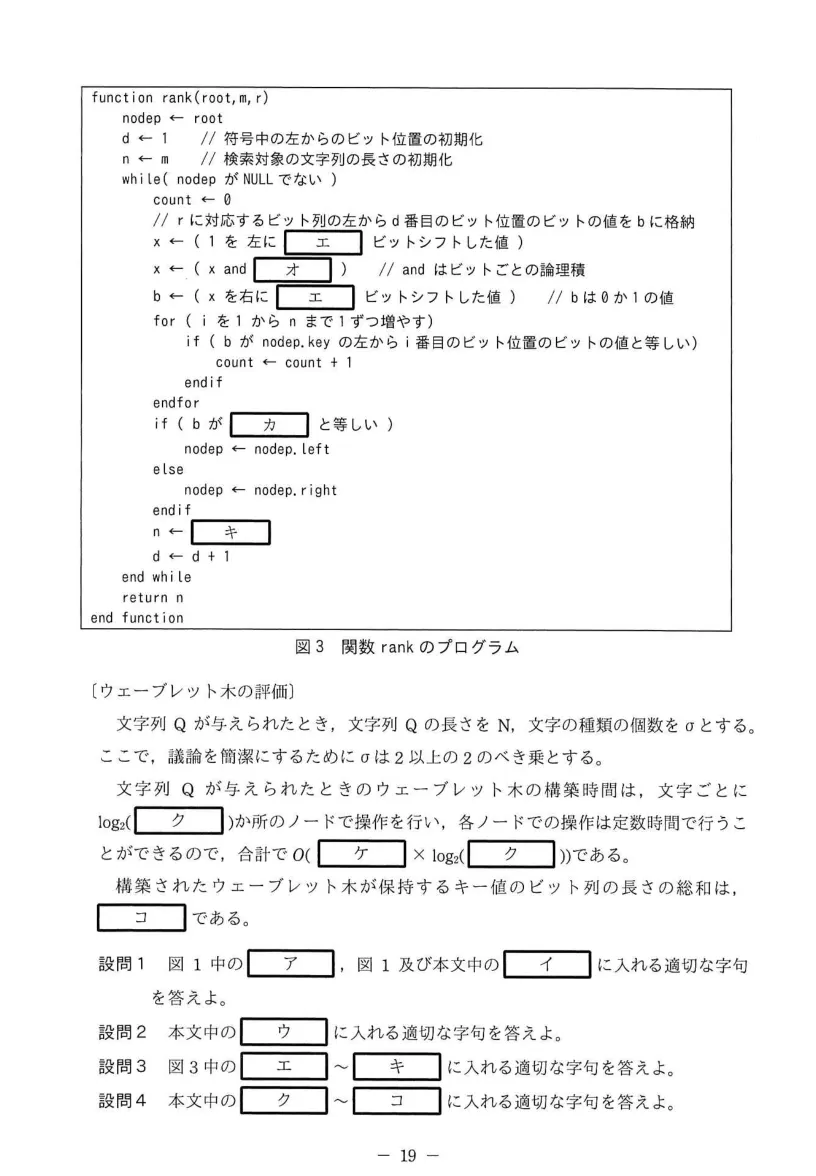 function rank(root,m,r)
nodep ← root
d ← 1 // 符号中の左からのビット位置の初期化
n ← m // 検索対象の文字列の長さの初期化
while( nodep がNULLでない )
count ← 0
// rに対応するビット列の左からd番目のビット位置のビットの値をbに格納
x ← ( 1 を 左に エ ビットシフトした値 )
x ← ( x and オ ) // and はビットごとの論理積
b ← ( x を右に エ ビットシフトした値 ) // bは0か1の値
for ( i を1から n まで1ずつ増やす)
if ( b が nodep.key の左からi番目のビット位置のビットの値と等しい)
count ← count + 1
endif
endfor
if ( b が カ と等しい )
nodep ← nodep.left
else
nodep ← nodep.right
endif
n ← キ
d ← d + 1
end while
return n
end function
図3 関数 rank のプログラム
〔ウェーブレット木の評価〕
文字列 Q が与えられたとき，文字列 Q の長さを N，文字の種類の個数をσとする。
ここで，議論を簡潔にするためにσは2以上の2のべき乗とする。
文字列 Q が与えられたときのウェーブレット木の構築時間は，文字ごとに
log₂( ク )か所のノードで操作を行い，各ノードでの操作は定数時間で行うこ
とができるので，合計でO( ケ × log₂( ク ))である。
構築されたウェーブレット木が保持するキー値のビット列の長さの総和は，
コ である。
設問1 図1中の ア ，図1及び本文中の イ に入れる適切な字句
を答えよ。
設問2 本文中の ウ に入れる適切な字句を答えよ。
設問3 図3中の エ ～ キ に入れる適切な字句を答えよ。
設問4 本文中の ク ～ コ に入れる適切な字句を答えよ。
－ 19 －